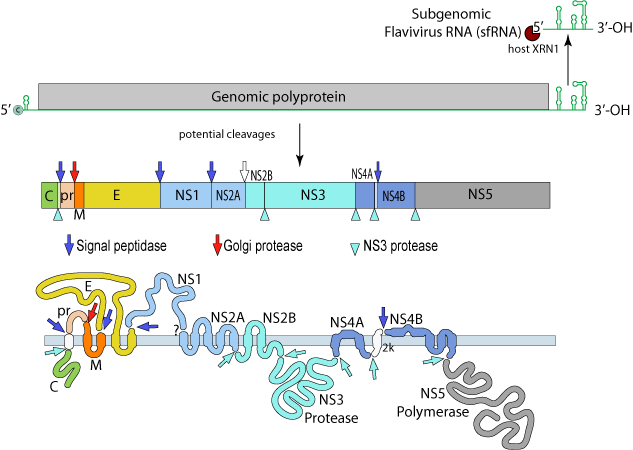 Subgenomic
Flavivirus RNA (sfRNA)
5’
3’-OH
host XRN1
Genomic polyprotein
5’
C
3’-OH
potential cleavages
C
pr
M
E
NS1
NS2A
NS2B
NS3
NS4A
NS4B
NS5
Signal peptidase
Golgi protease
NS3 protease
E
NS1
pr
?
NS2A
NS2B
NS4A
NS4B
2k
C
M
NS3
Protease
NS5
Polymerase